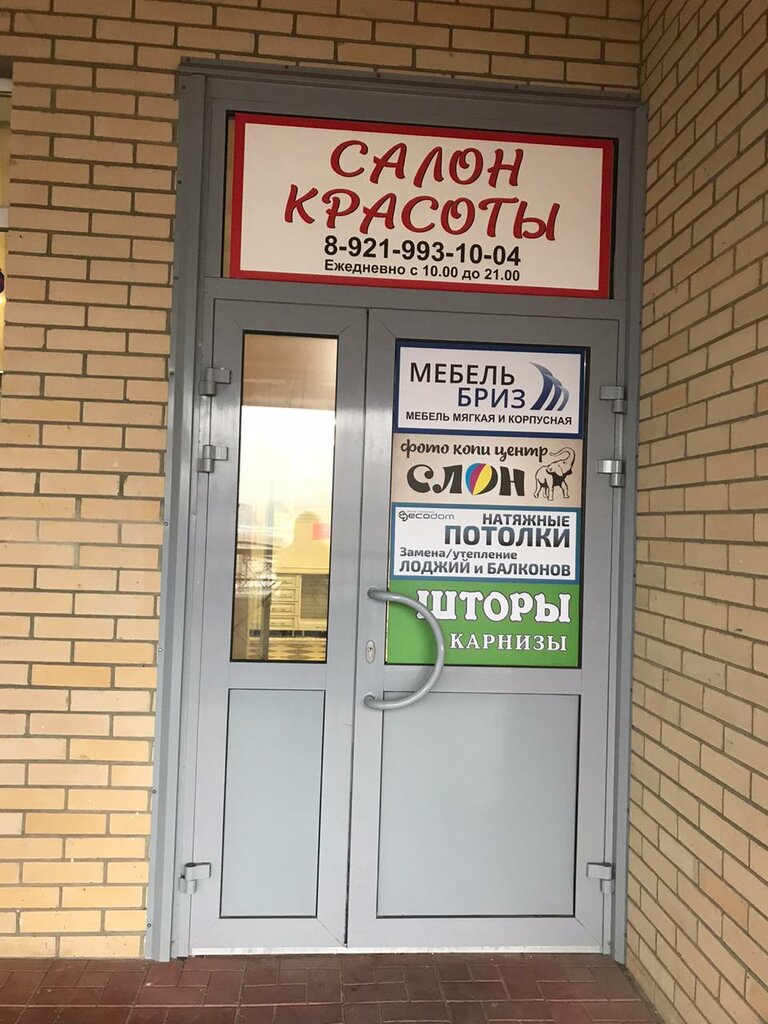 САЛОН
КРАСОТЫ
8-921-993-10-04
Ежедневно с 10.00 до 21.00
МЕБЕЛЬ
БРИЗ
МЕБЕЛЬ МЯГКАЯ И КОРПУСНАЯ
фото копи центр
СЛОН
ecodom
НАТЯЖНЫЕ
ПОТОЛКИ
Замена/утепление
ЛОДЖИЙ и БАЛКОНОВ
ШТОРЫ
КАРНИЗЫ